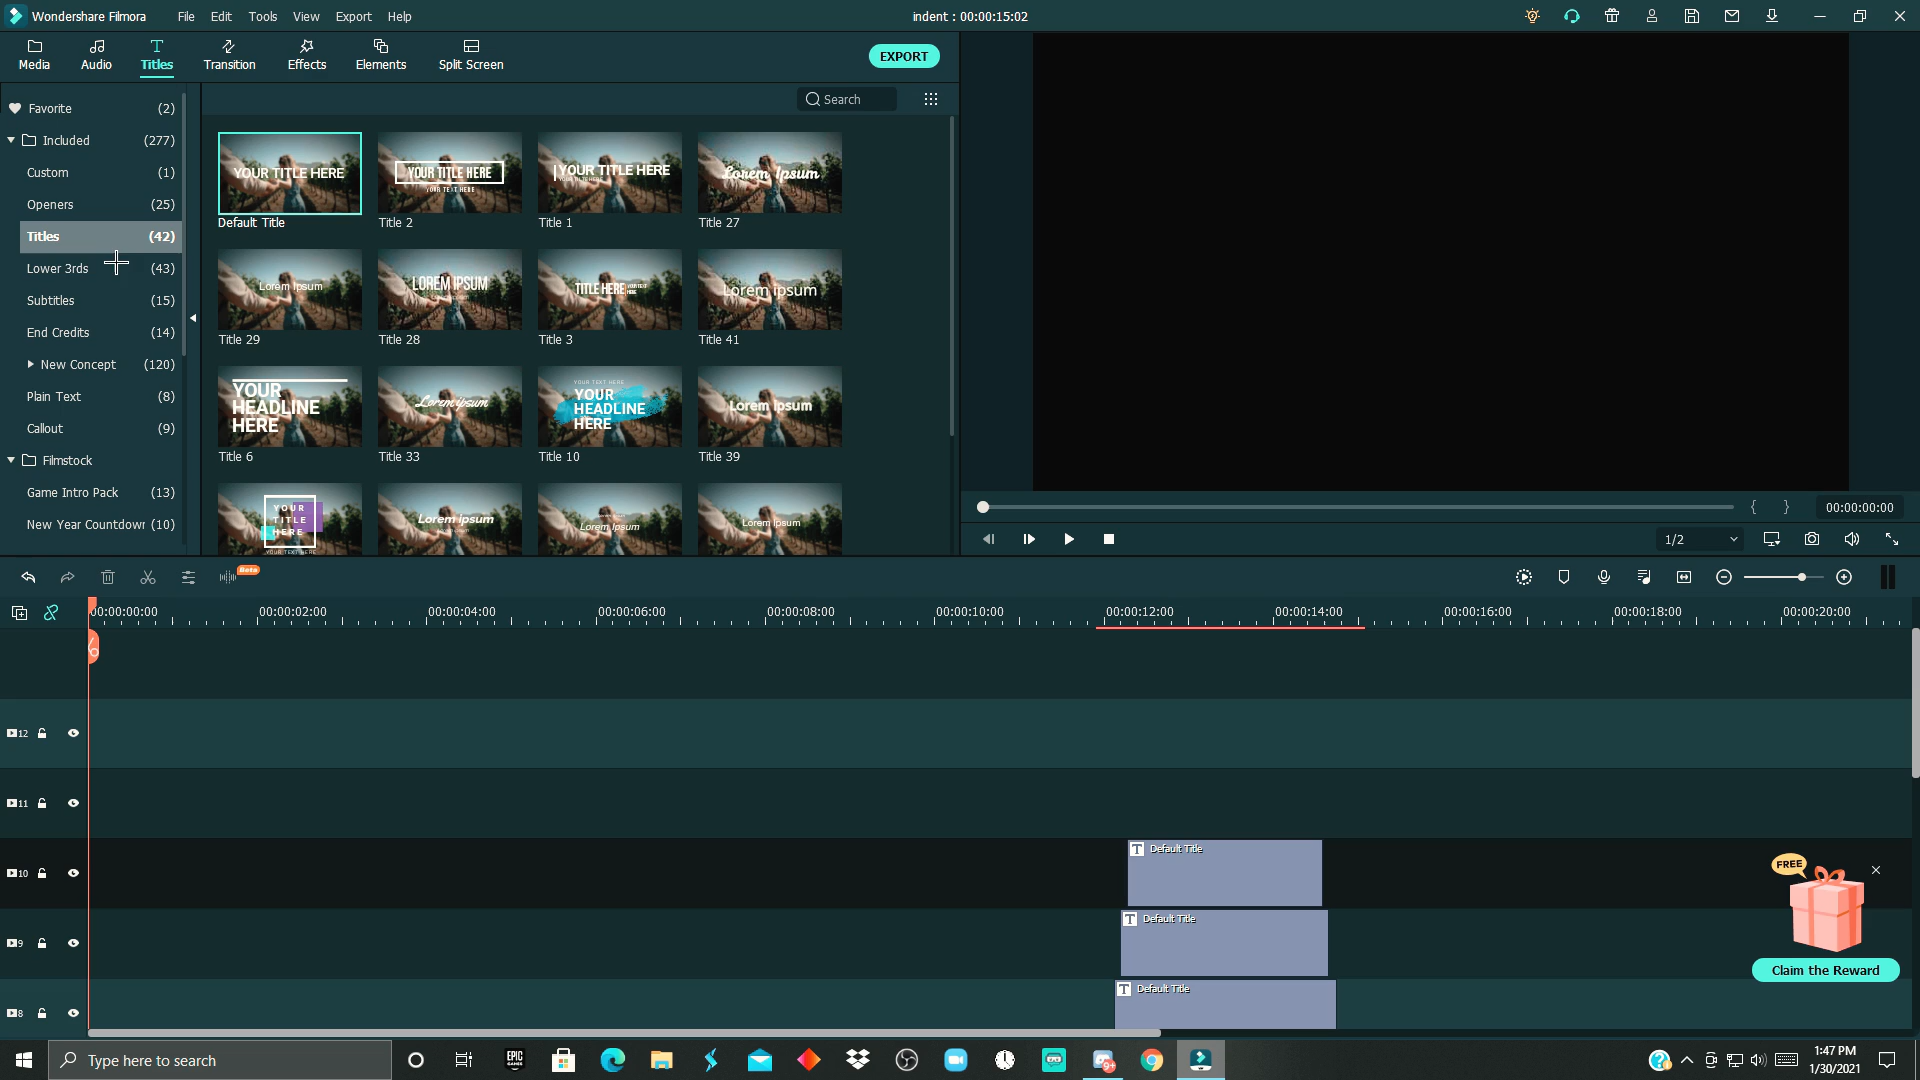 Wondershare Filmora File Edit Tools View Export Help indent : 00:00:15:02
Media Audio Titles Transition Effects Elements Split Screen EXPORT
Search
Favorite (2)
Included (277)
Custom (1)
Openers (25)
Titles (42)
Lower 3rds (43)
Subtitles (15)
End Credits (14)
New Concept (120)
Plain Text (8)
Callout (9)
Filmstock
Game Intro Pack (13)
New Year Countdown (10)
YOUR TITLE HERE
Default Title
YOUR TITLE HERE
YOUR TEXT HERE
Title 2
YOUR TITLE HERE
Title 1
Lorem Ipsum
Title 27
Lorem Ipsum
Title 29
LOREM IPSUM
Title 28
TITLE HERE
Title 3
Lorem ipsum
Title 41
YOUR
HEADLINE
HERE
Title 6
Lorem ipsum
Title 33
YOUR TEXT HERE
YOUR
HEADLINE
HERE
Title 10
Lorem Ipsum
Title 39
YOUR
TITLE
HERE
YOUR TEXT HERE
Lorem ipsum
Lorem Ipsum
Lorem Ipsum
{ } 00:00:00:00
1/2
Beta
00:00:00:00 00:00:02:00 00:00:04:00 00:00:06:00 00:00:08:00 00:00:10:00 00:00:12:00 00:00:14:00 00:00:16:00 00:00:18:00 00:00:20:00
12
11
10
T Default Title
9
T Default Title
8
T Default Title
FREE
Claim the Reward
Type here to search
EPIC GAMES
9+
1:47 PM
1/30/2021